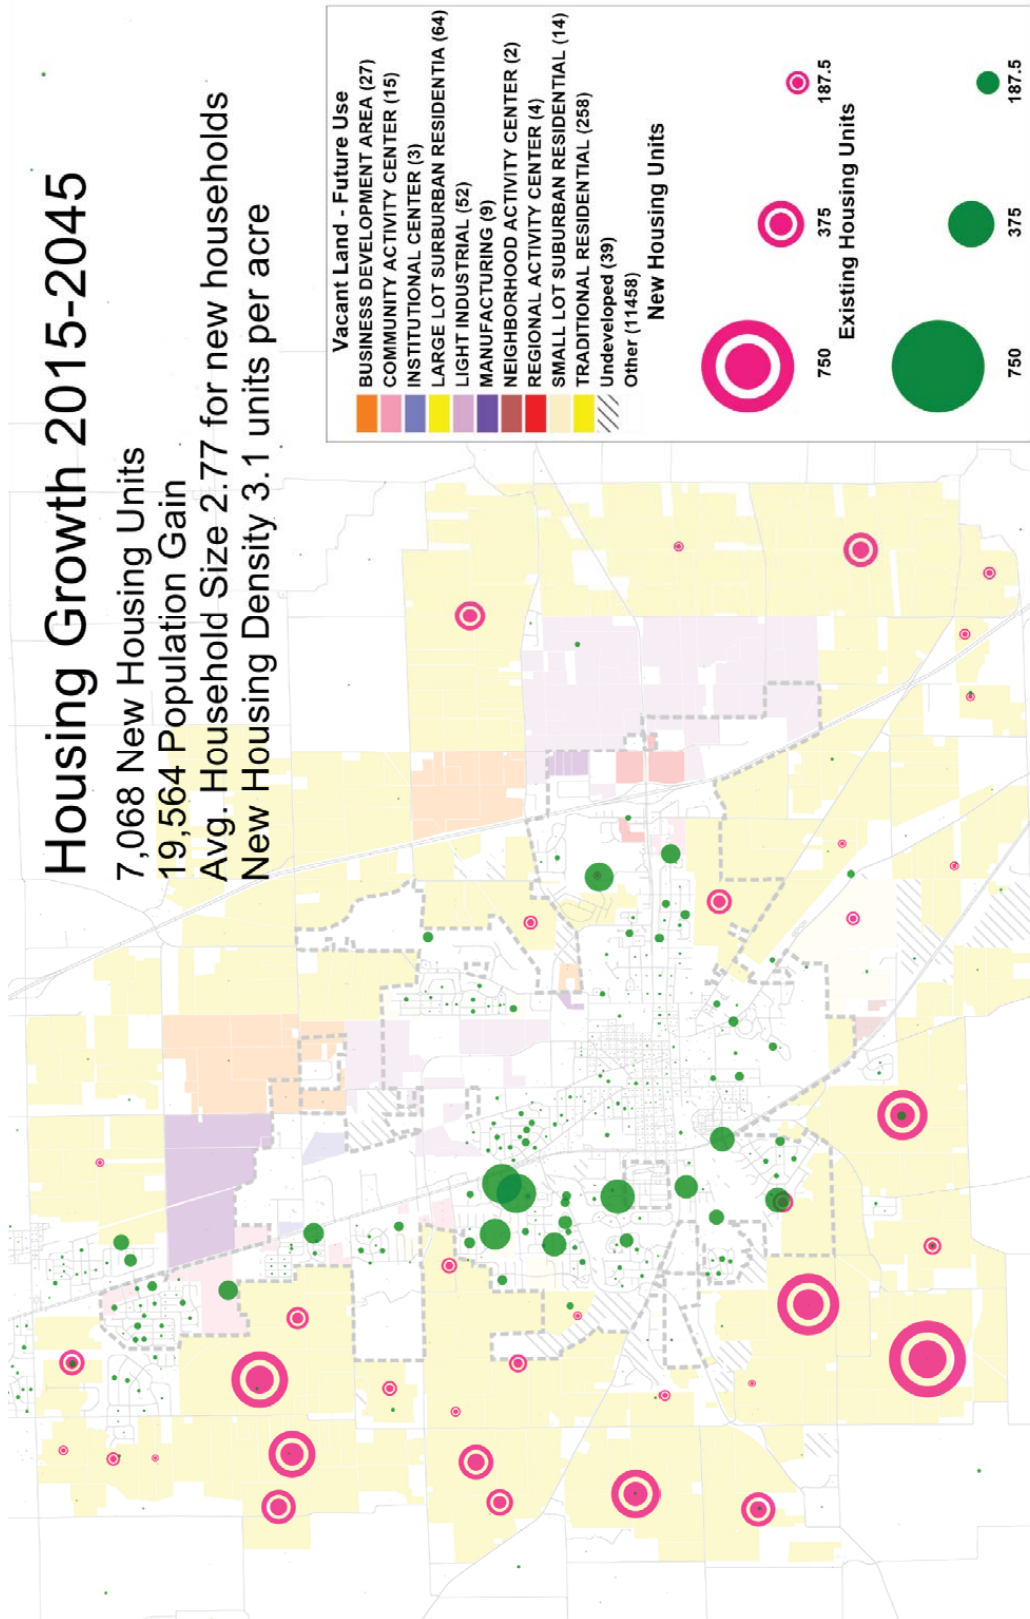 Housing Growth 2015-2045
7,068 New Housing Units
19,564 Population Gain
Avg. Household Size 2.77 for new households
New Housing Density 3.1 units per acre
Vacant Land - Future Use
BUSINESS DEVELOPMENT AREA (27)
COMMUNITY ACTIVITY CENTER (15)
INSTITUTIONAL CENTER (3)
LARGE LOT SURBURBAN RESIDENTIA (64)
LIGHT INDUSTRIAL (52)
MANUFACTURING (9)
NEIGHBORHOOD ACTIVITY CENTER (2)
REGIONAL ACTIVITY CENTER (4)
SMALL LOT SUBURBAN RESIDENTIAL (14)
TRADITIONAL RESIDENTIAL (258)
Undeveloped (39)
Other (11458)
New Housing Units
750 375 187.5
Existing Housing Units
750 375 187.5